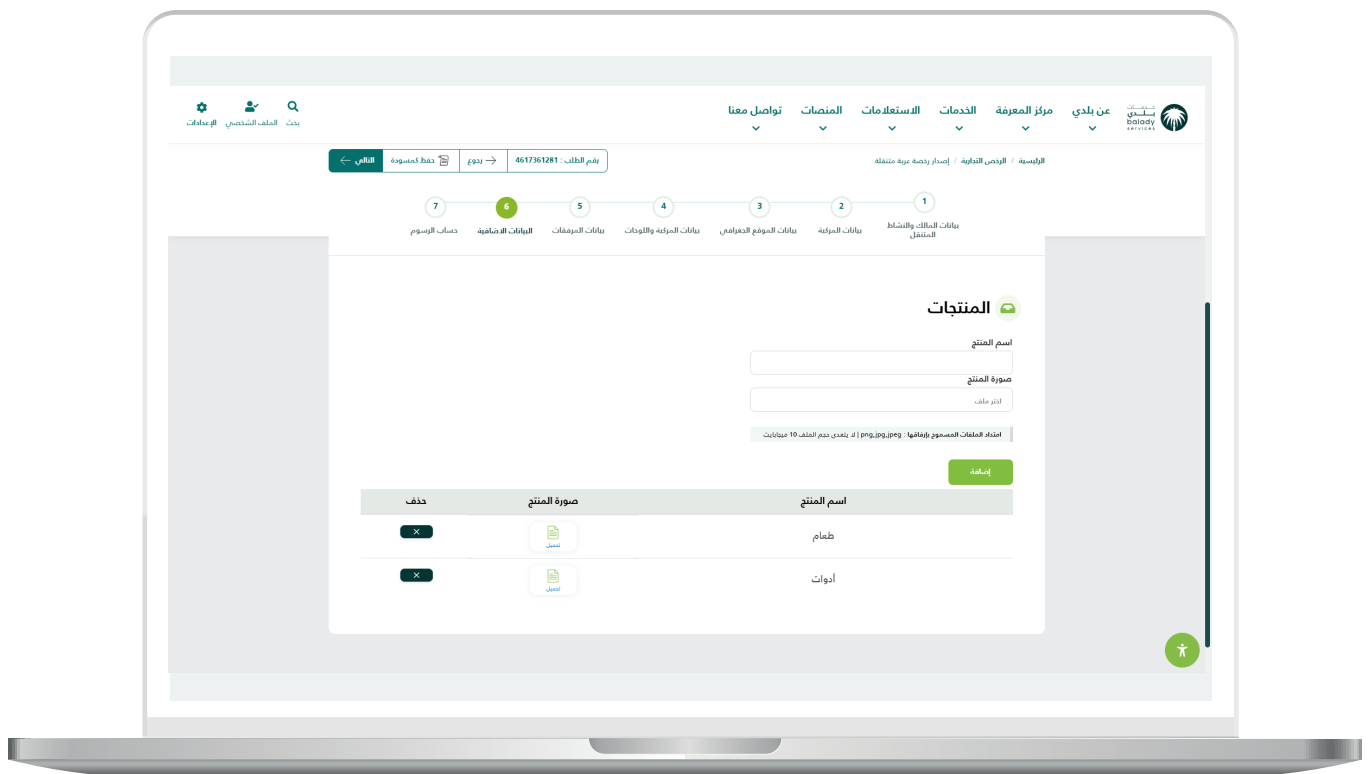 خدمــات
بـلـدي
balady
services
عن بلدي
مركز المعرفة
الخدمات
الاستعلامات
المنصات
تواصل معنا
بحث
الملف الشخصي
الإعدادات
الرئيسية / الرخص التجارية / إصدار رخصة عربة متنقلة
رقم الطلب : 4617361281
رجوع
حفظ كمسودة
التالي
1
بيانات المالك والنشاط
المتنقل
2
بيانات المركبة
3
بيانات الموقع الجغرافي
4
بيانات المركبة واللوحات
5
بيانات المرفقات
6
البيانات الاضافية
7
حساب الرسوم
المنتجات
اسم المنتج
صورة المنتج
اختر ملف
امتداد الملفات المسموح بإرفاقها : png,jpg,jpeg | لا يتعدى حجم الملف 10 ميجابايت
إضافة
اسم المنتج صورة المنتج حذف
طعام تحميل
أدوات تحميل